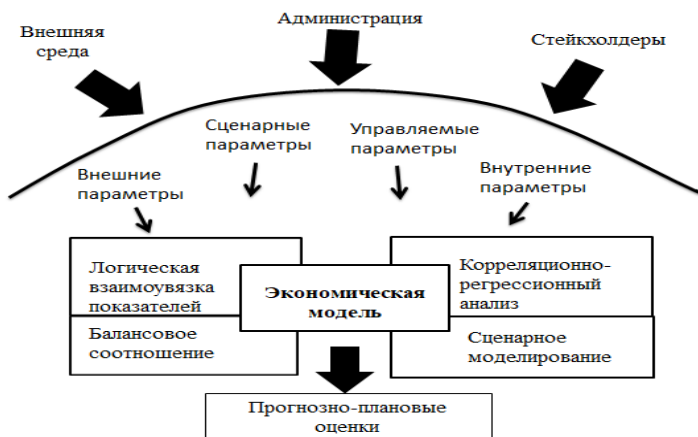 Администрация
Внешняя
среда
Стейкхолдеры
Сценарные
параметры
Управляемые
параметры
Внешние
параметры
Внутренние
параметры
Логическая
взаимоувязка
показателей
Балансовое
соотношение
Экономическая
модель
Корреляционно-
регрессионный
анализ
Сценарное
моделирование
Прогнозно-плановые
оценки